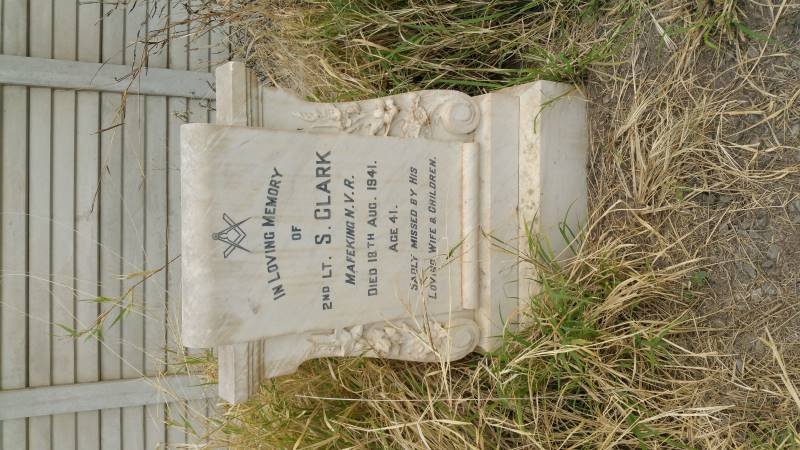 IN LOVING MEMORY
OF
2ND LT. S. CLARK
MAFEKING N.V.R.
DIED 18TH AUG. 1941.
AGE 41.
SADLY MISSED BY HIS
LOVING WIFE & CHILDREN.